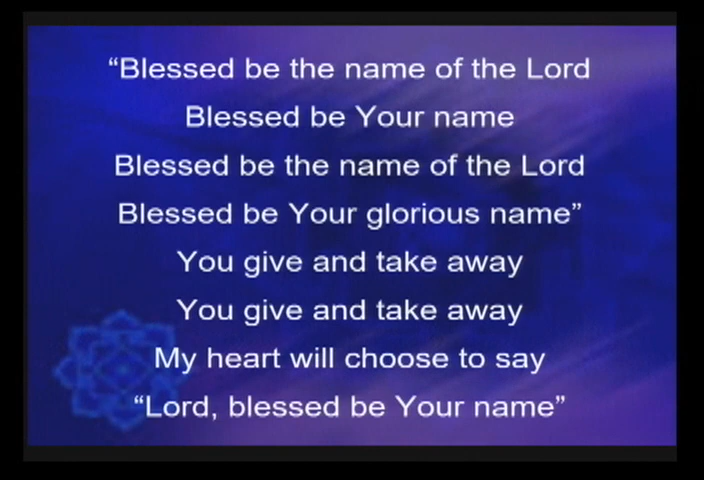 “Blessed be the name of the Lord
Blessed be Your name
Blessed be the name of the Lord
Blessed be Your glorious name”
You give and take away
You give and take away
My heart will choose to say
“Lord, blessed be Your name”